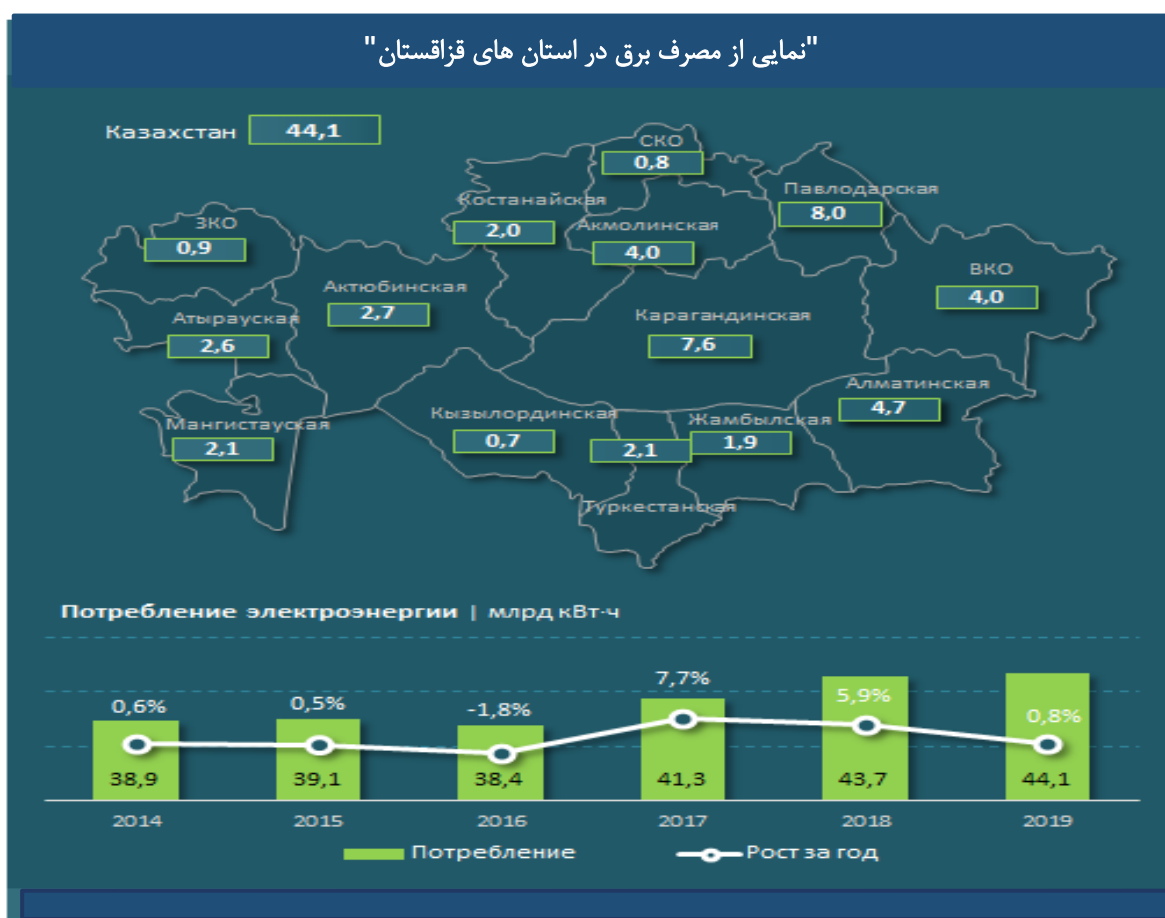 "نمایی از مصرف برق در استان های قزاقستان"
Казахстан 44,1
СКО
0,8
Павлодарская
8,0
Костанайская
2,0
Акмолинская
4,0
ЗКО
0,9
ВКО
4,0
Актюбинская
2,7
Атырауская
2,6
Карагандинская
7,6
Алматинская
4,7
Мангистауская
2,1
Кызылординская
0,7
2,1
Жамбылская
1,9
Туркестанская
Потребление электроэнергии | млрд кВт·ч
0,6% 0,5% -1,8% 7,7% 5,9% 0,8%
38,9 39,1 38,4 41,3 43,7 44,1
2014 2015 2016 2017 2018 2019
Потребление Рост за год